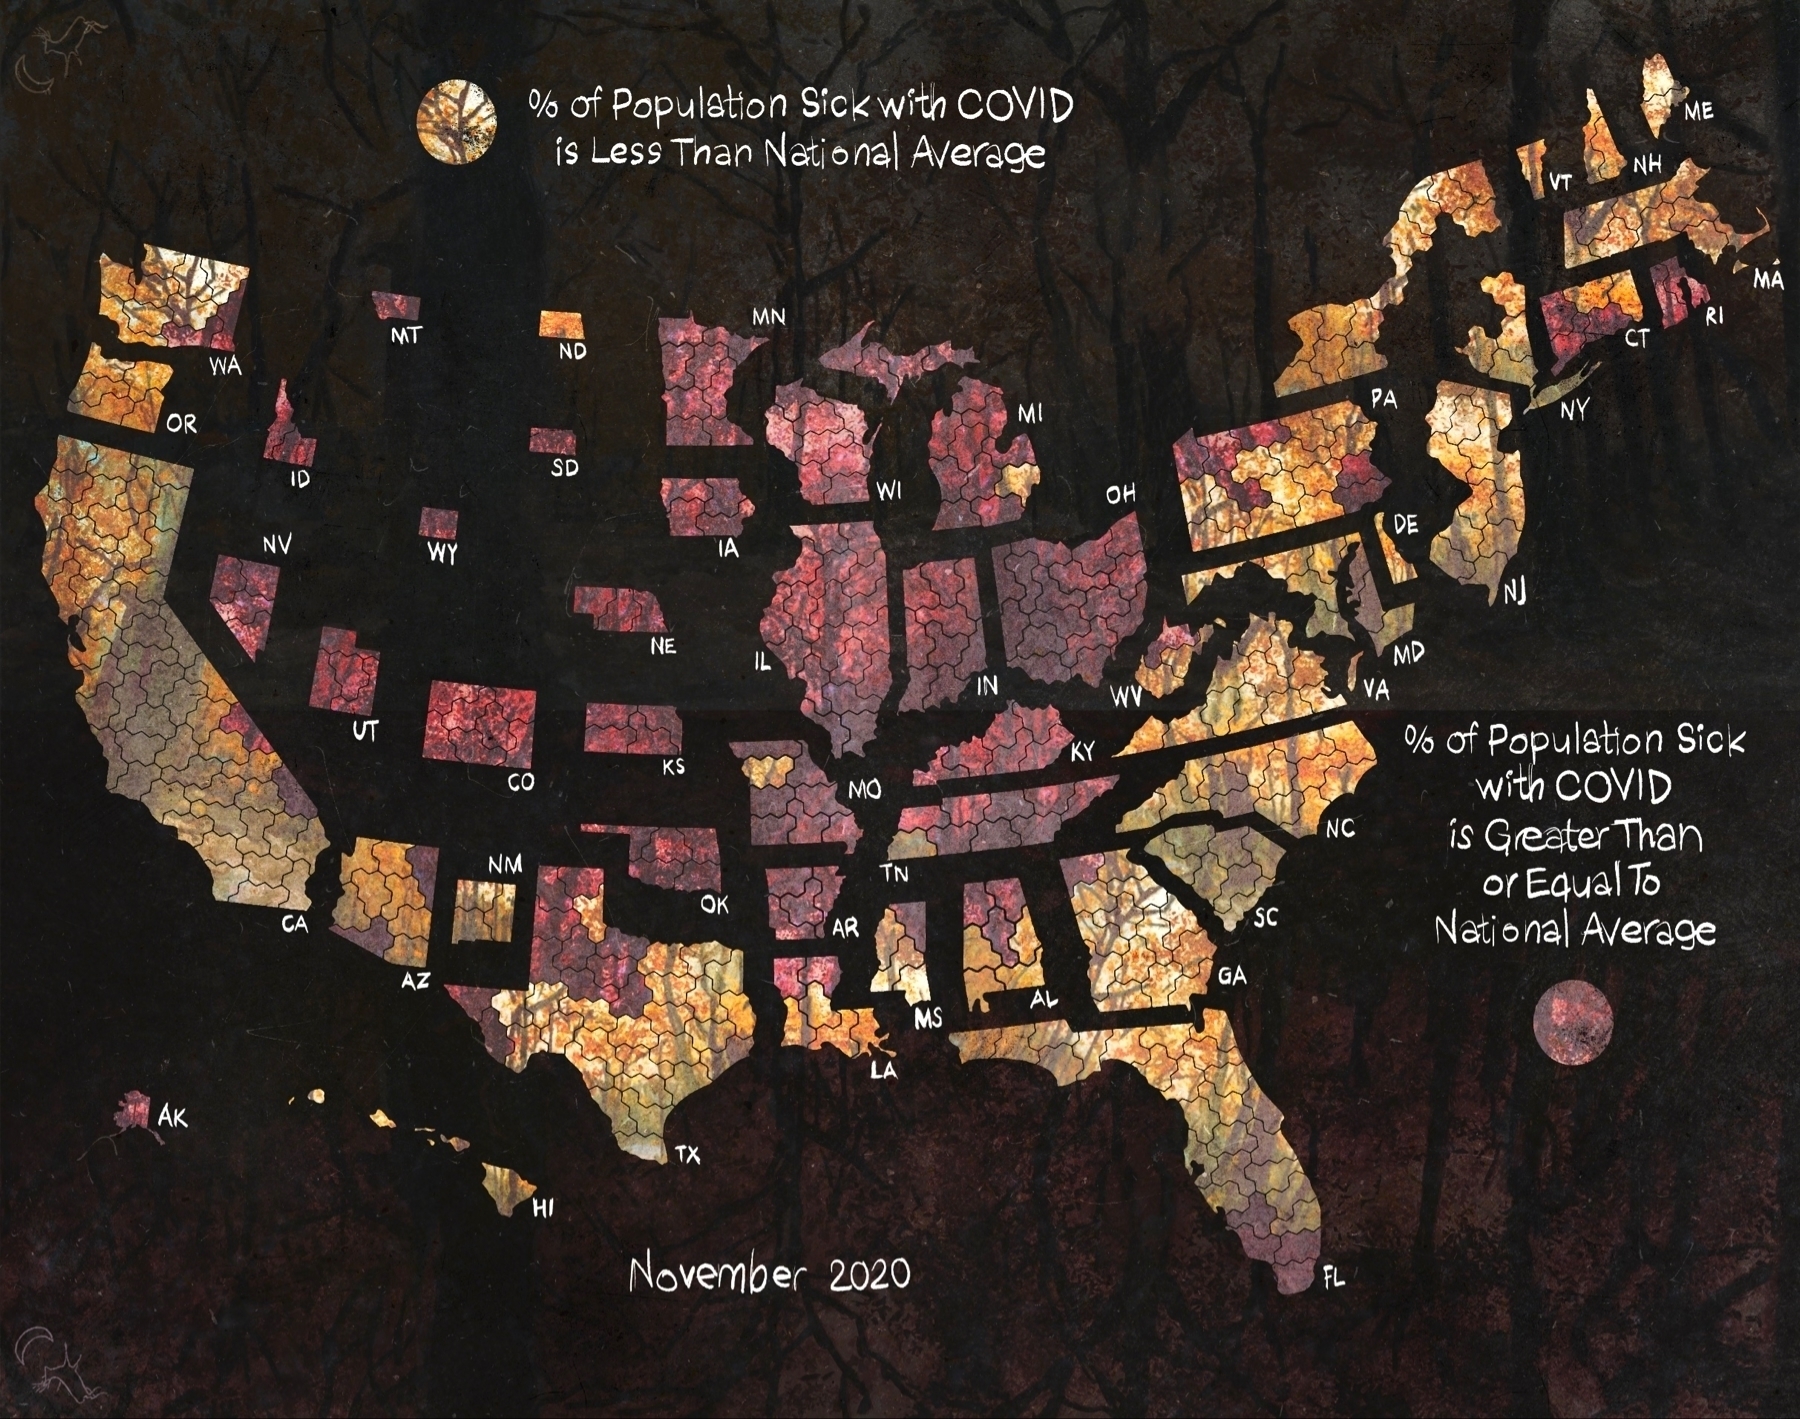 % of Population Sick with COVID
is Less Than National Average
ME
NH
VT
MA
RI
CT
NY
PA
NJ
DE
MD
VA
WV
OH
MI
MN
WI
IA
IL
IN
KY
WA
OR
ID
MT
ND
SD
WY
NV
UT
CO
NE
KS
MO
TN
NC
SC
GA
AL
MS
AR
LA
OK
NM
AZ
CA
TX
AK
HI
FL
% of Population Sick
with COVID
is Greater Than
or Equal To
National Average
November 2020